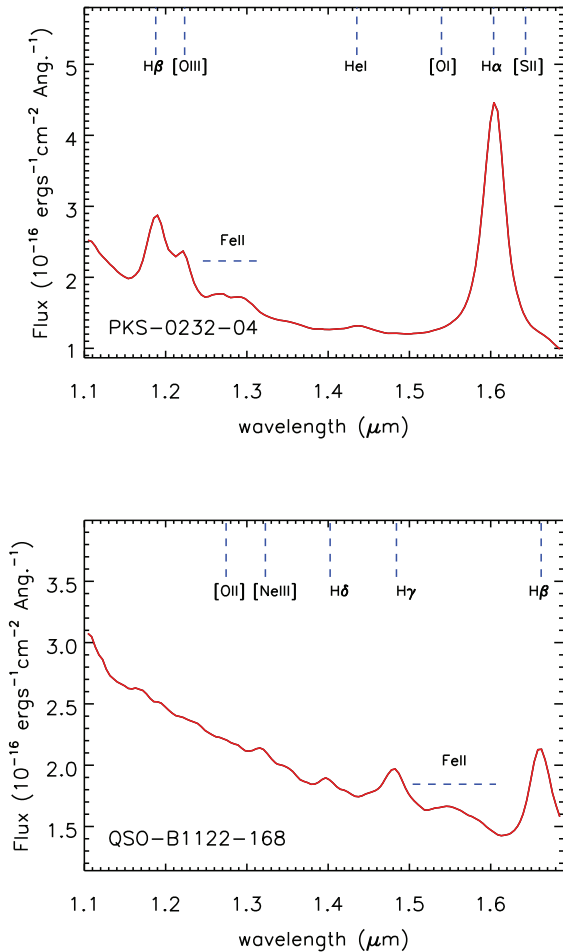 Hβ [OIII] HeI [OI] Hα [SII]
FeII
PKS-0232-04
Flux (10⁻¹⁶ ergs⁻¹cm⁻² Ang.⁻¹)
5
4
3
2
1
1.1 1.2 1.3 1.4 1.5 1.6
wavelength (μm)
[OII] [NeIII] Hδ Hγ Hβ
FeII
QSO-B1122-168
Flux (10⁻¹⁶ ergs⁻¹cm⁻² Ang.⁻¹)
3.5
3.0
2.5
2.0
1.5
1.1 1.2 1.3 1.4 1.5 1.6
wavelength (μm)